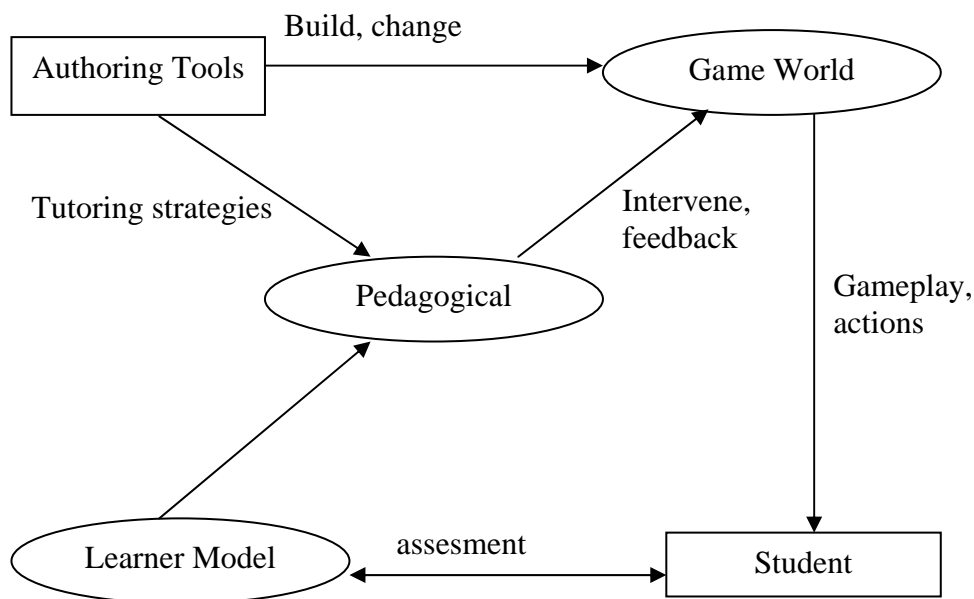 Build, change
Authoring Tools
Game World
Tutoring strategies
Intervene,
feedback
Pedagogical
Gameplay,
actions
Learner Model
assesment
Student